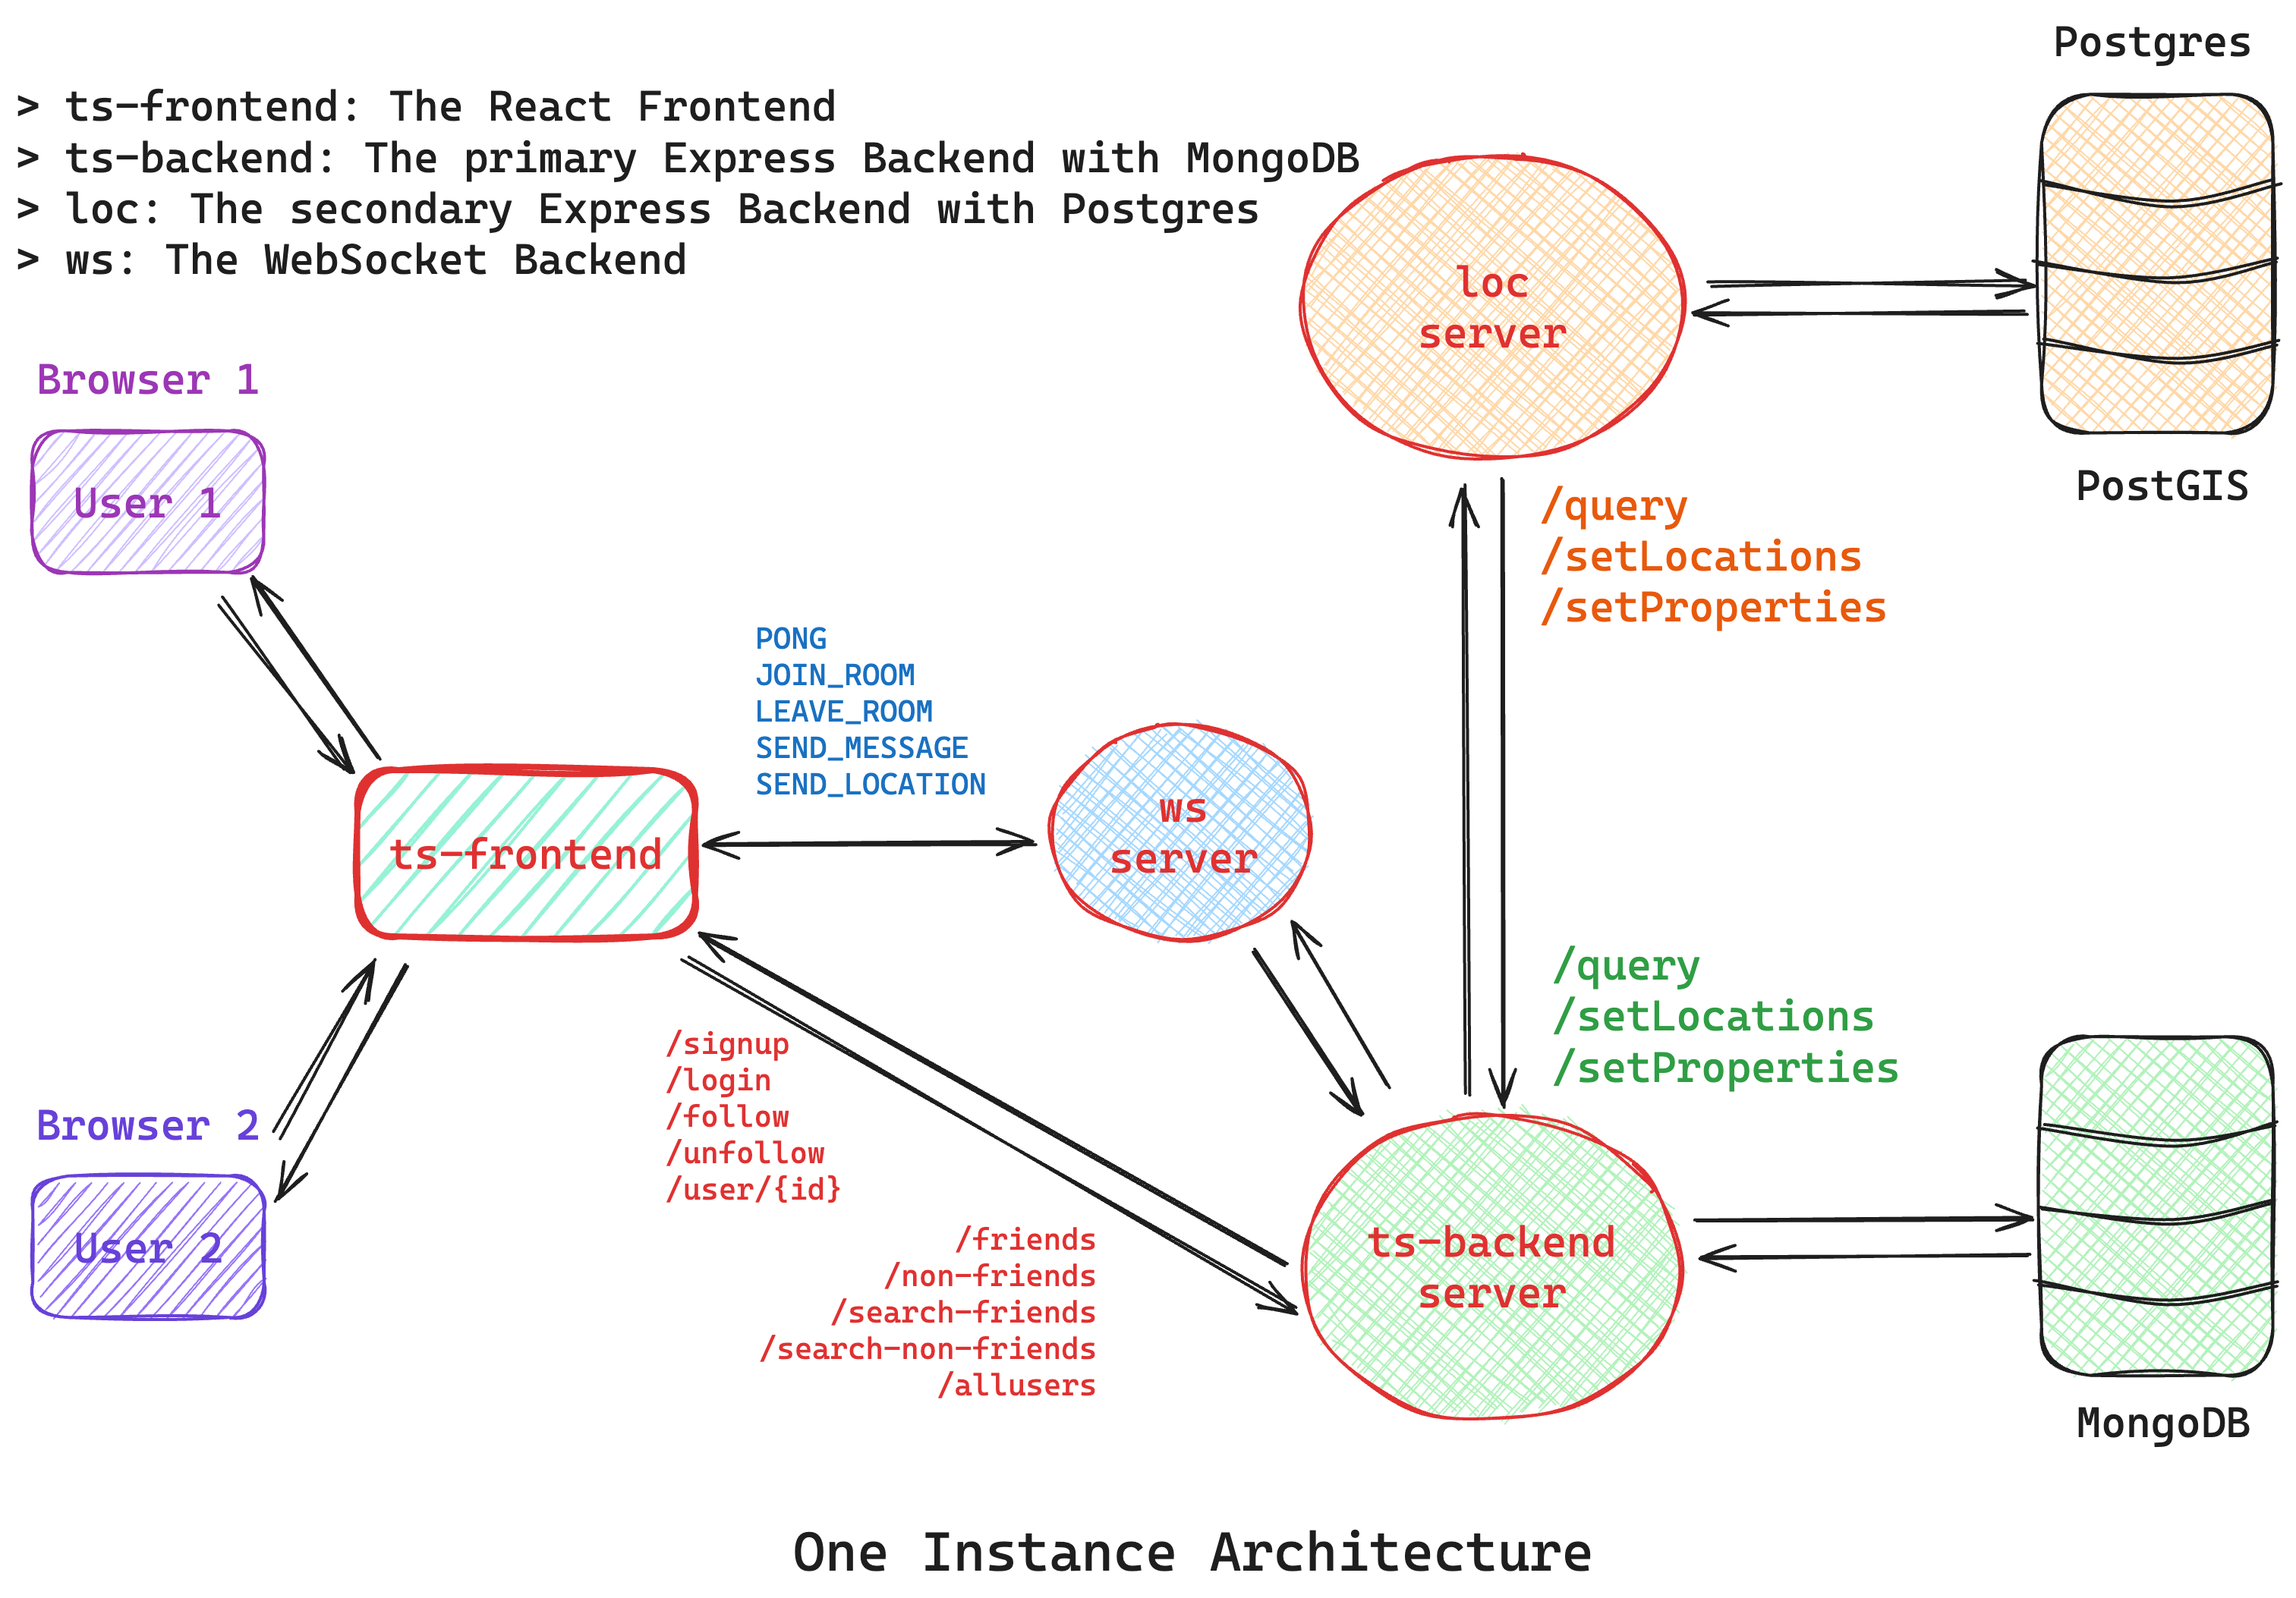 > ts-frontend: The React Frontend
> ts-backend: The primary Express Backend with MongoDB
> loc: The secondary Express Backend with Postgres
> ws: The WebSocket Backend
Postgres
loc
server
PostGIS
/query
/setLocations
/setProperties
Browser 1
User 1
PONG
JOIN_ROOM
LEAVE_ROOM
SEND_MESSAGE
SEND_LOCATION
ts-frontend
ws
server
/query
/setLocations
/setProperties
/signup
/login
/follow
/unfollow
/user/{id}
Browser 2
User 2
/friends
/non-friends
/search-friends
/search-non-friends
/allusers
ts-backend
server
MongoDB
One Instance Architecture